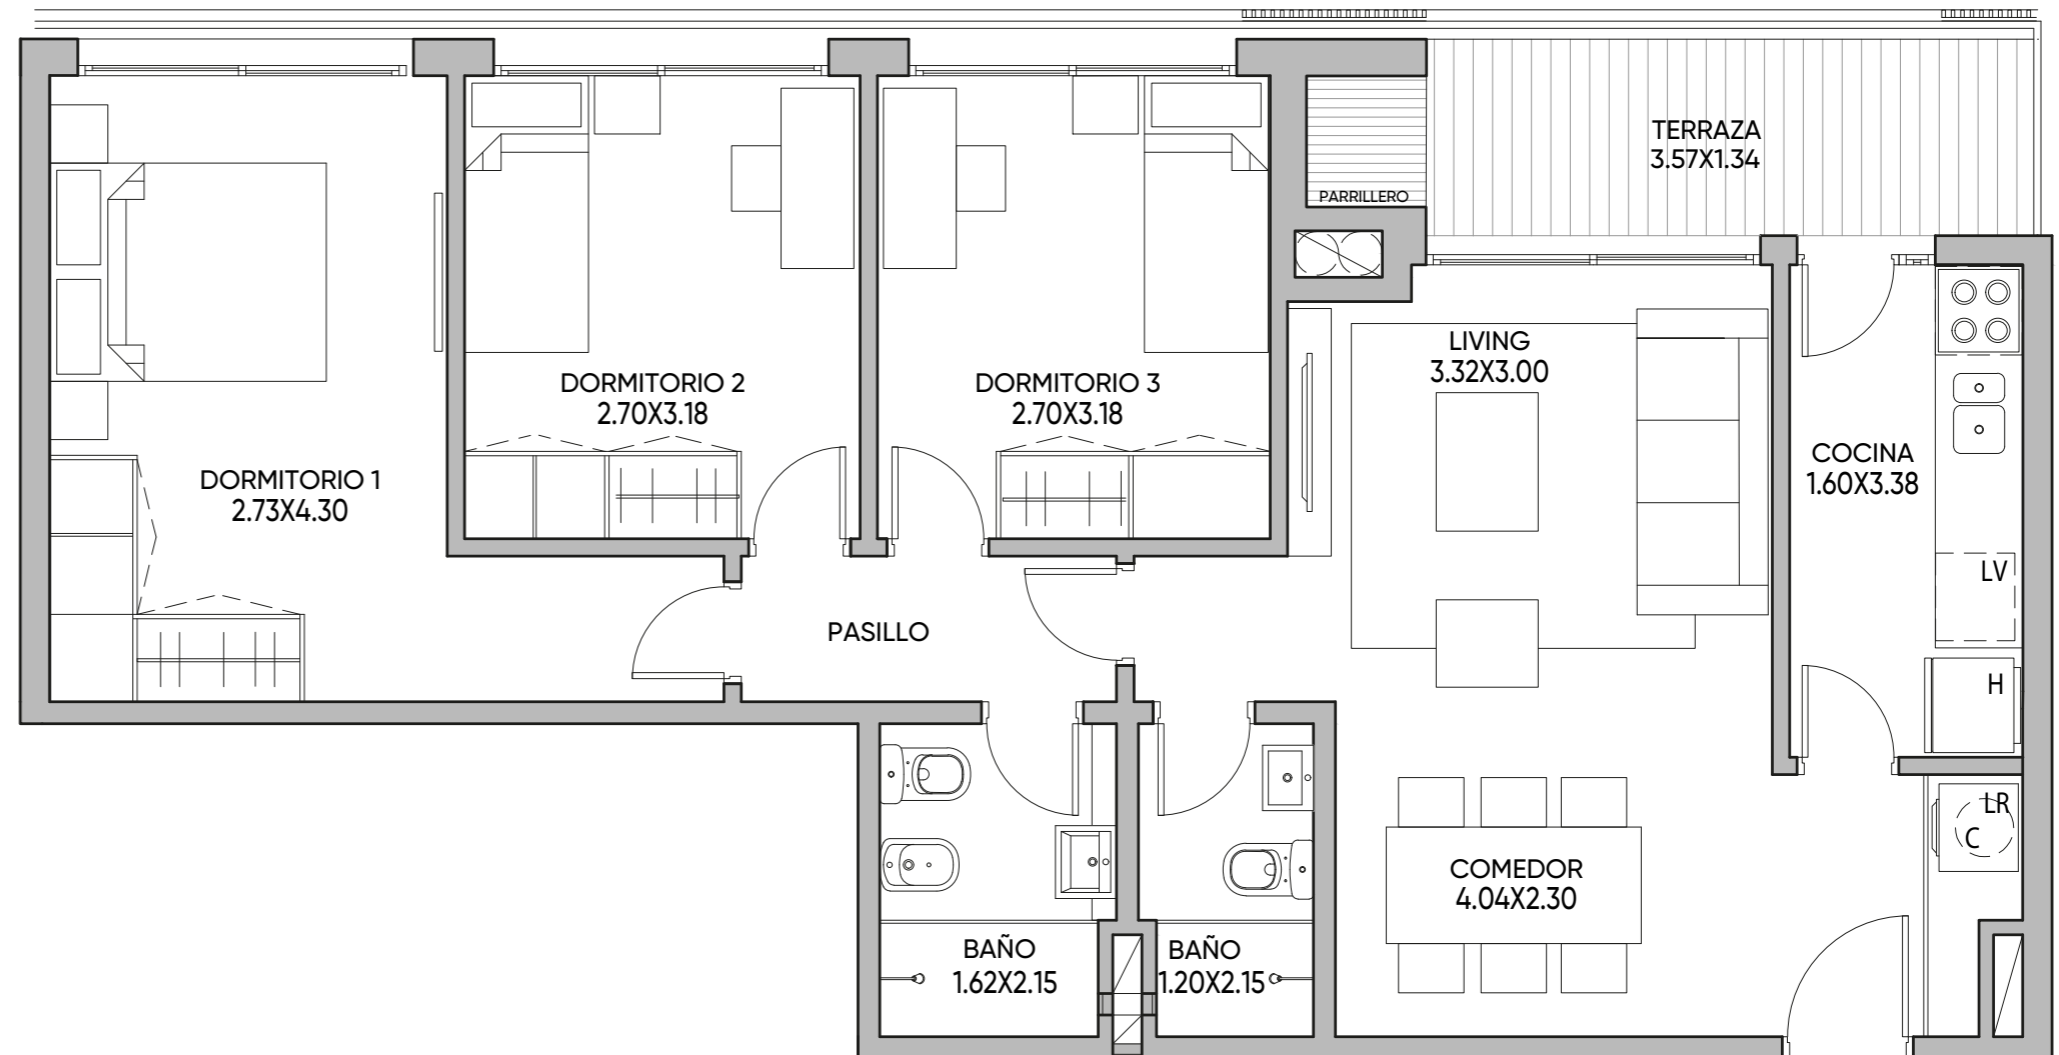 TERRAZA
3.57X1.34
PARRILLERO
LIVING
3.32X3.00
DORMITORIO 2
2.70X3.18
DORMITORIO 3
2.70X3.18
COCINA
1.60X3.38
DORMITORIO 1
2.73X4.30
LV
PASILLO
H
LR
C
COMEDOR
4.04X2.30
BAÑO
1.62X2.15
BAÑO
1.20X2.15